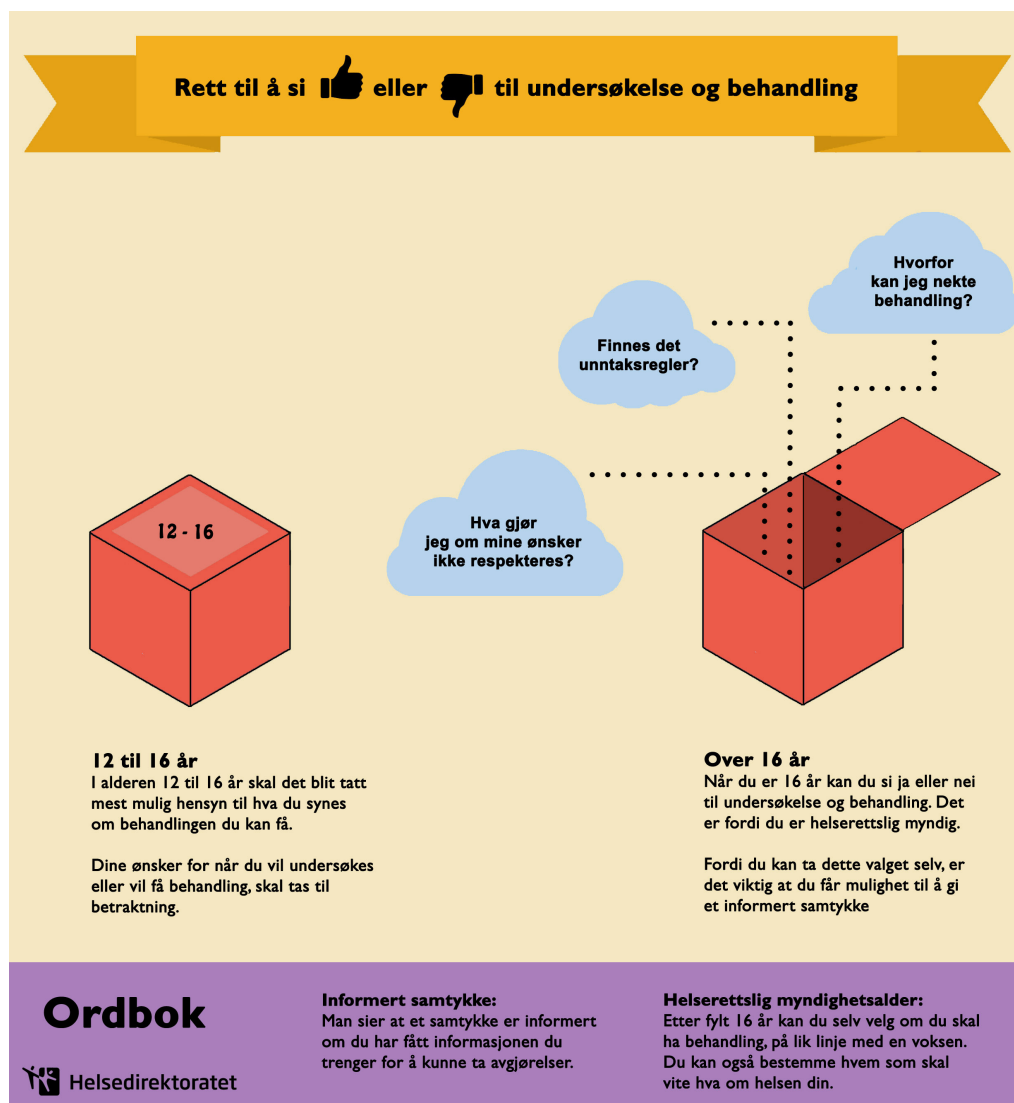 Rett til å si eller til undersøkelse og behandling
Hvorfor
kan jeg nekte
behandling?
Finnes det
unntaksregler?
Hva gjør
jeg om mine ønsker
ikke respekteres?
12 - 16
12 til 16 år
I alderen 12 til 16 år skal det blit tatt
mest mulig hensyn til hva du synes
om behandlingen du kan få.
Dine ønsker for når du vil undersøkes
eller vil få behandling, skal tas til
betraktning.
Over 16 år
Når du er 16 år kan du si ja eller nei
til undersøkelse og behandling. Det
er fordi du er helserettslig myndig.
Fordi du kan ta dette valget selv, er
det viktig at du får mulighet til å gi
et informert samtykke
Ordbok
Helsedirektoratet
Informert samtykke:
Man sier at et samtykke er informert
om du har fått informasjonen du
trenger for å kunne ta avgjørelser.
Helserettslig myndighetsalder:
Etter fylt 16 år kan du selv velg om du skal
ha behandling, på lik linje med en voksen.
Du kan også bestemme hvem som skal
vite hva om helsen din.